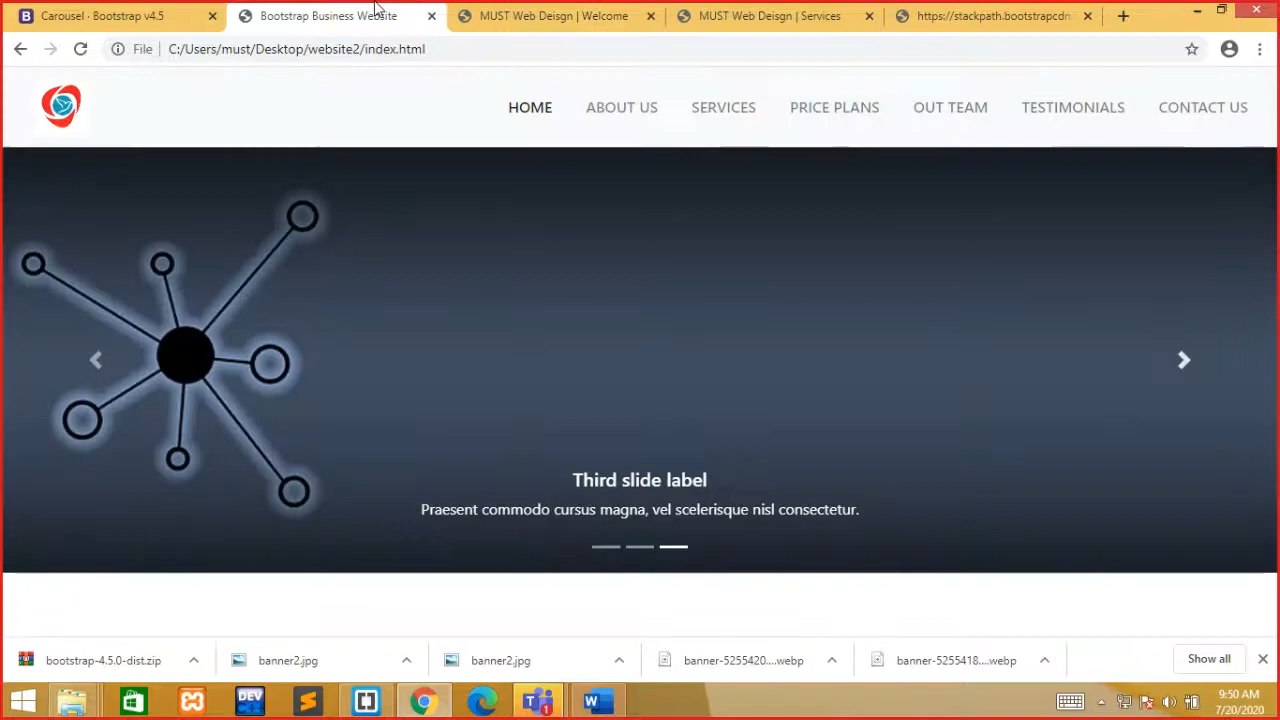 Carousel · Bootstrap v4.5
Bootstrap Business Website
MUST Web Deisgn | Welcome
MUST Web Deisgn | Services
https://stackpath.bootstrapcdn.
File
C:/Users/must/Desktop/website2/index.html
HOME
ABOUT US
SERVICES
PRICE PLANS
OUT TEAM
TESTIMONIALS
CONTACT US
Third slide label
Praesent commodo cursus magna, vel scelerisque nisl consectetur.
bootstrap-4.5.0-dist.zip
banner2.jpg
banner2.jpg
banner-5255420....webp
banner-5255418....webp
Show all
DEV
1
W
9:50 AM
7/20/2020